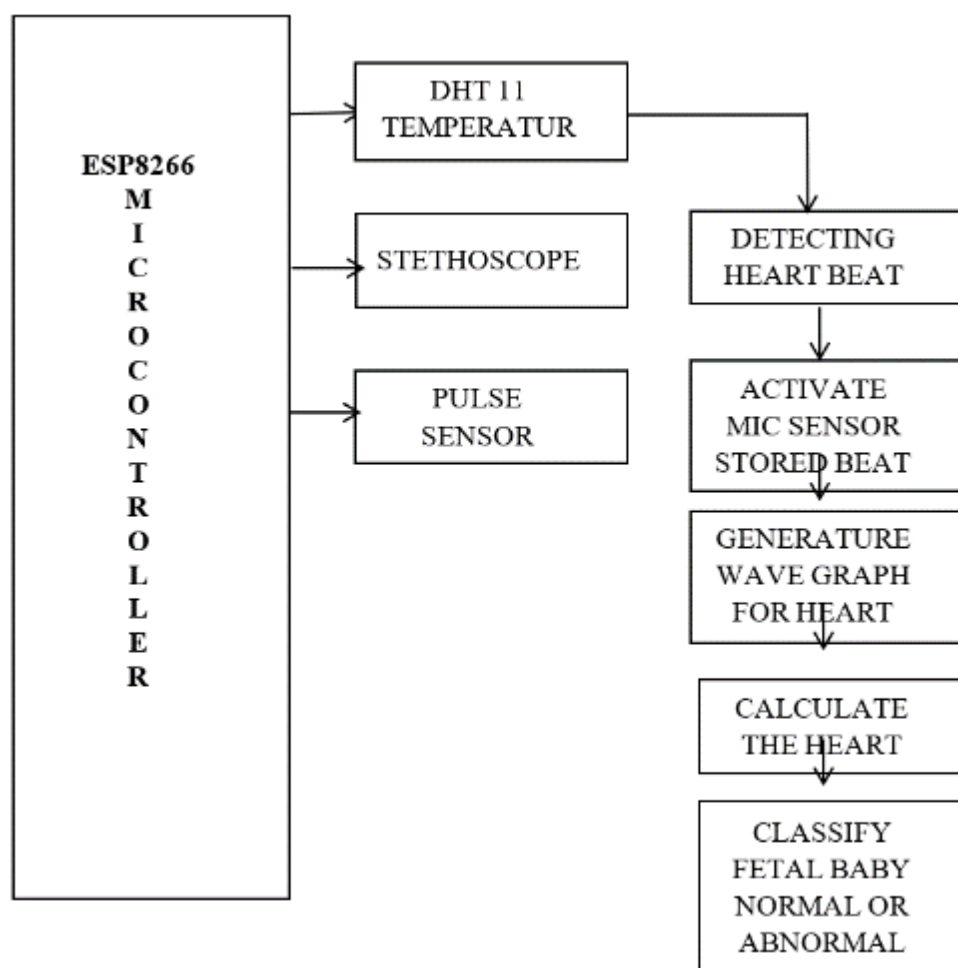 ESP8266
M
I
C
R
O
C
O
N
T
R
O
L
L
E
R
DHT 11
TEMPERATUR
STETHOSCOPE
PULSE
SENSOR
DETECTING
HEART BEAT
ACTIVATE
MIC SENSOR
STORED BEAT
GENERATURE
WAVE GRAPH
FOR HEART
CALCULATE
THE HEART
CLASSIFY
FETAL BABY
NORMAL OR
ABNORMAL